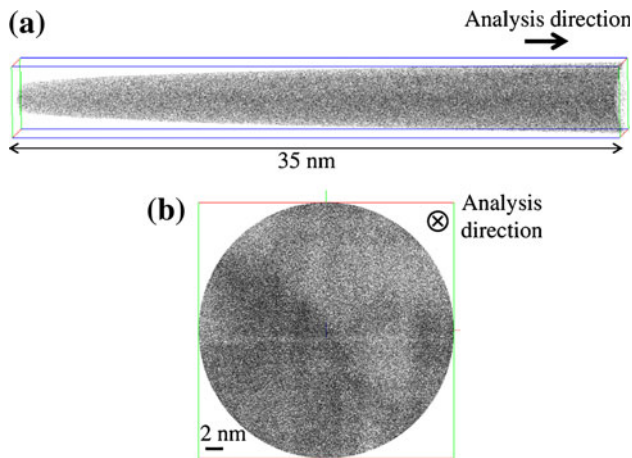 (a)
Analysis direction
35 nm
(b)
Analysis
direction
2 nm